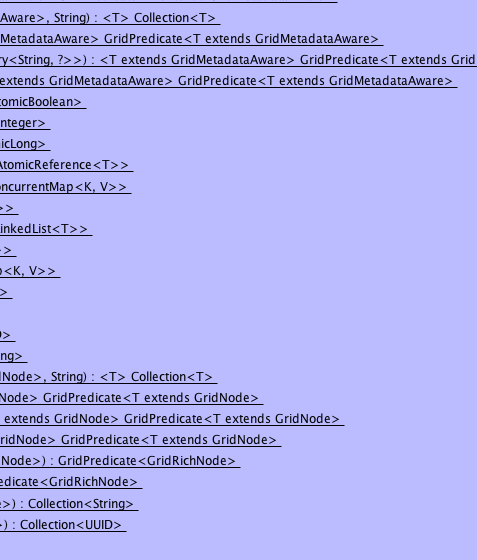 Aware>, String) : <T> Collection<T>
MetadataAware> GridPredicate<T extends GridMetadataAware>
ry<String, ?>>) : <T extends GridMetadataAware> GridPredicate<T extends Grid
extends GridMetadataAware> GridPredicate<T extends GridMetadataAware>
tomicBoolean>
nteger>
icLong>
AtomicReference<T>>
oncurrentMap<K, V>>
>>
inkedList<T>>
>>
p<K, V>>
>
D>
ng>
dNode>, String) : <T> Collection<T>
Node> GridPredicate<T extends GridNode>
extends GridNode> GridPredicate<T extends GridNode>
GridNode> GridPredicate<T extends GridNode>
Node>) : GridPredicate<GridRichNode>
edicate<GridRichNode>
e>) : Collection<String>
>) : Collection<UUID>